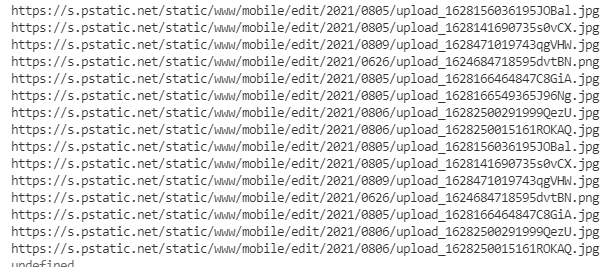 https://s.pstatic.net/static/www/mobile/edit/2021/0805/upload_1628156036195JOBal.jpg
https://s.pstatic.net/static/www/mobile/edit/2021/0805/upload_1628141690735s0vCX.jpg
https://s.pstatic.net/static/www/mobile/edit/2021/0809/upload_1628471019743qgVHW.jpg
https://s.pstatic.net/static/www/mobile/edit/2021/0626/upload_1624684718595dvtBN.png
https://s.pstatic.net/static/www/mobile/edit/2021/0805/upload_1628166464847C8GiA.jpg
https://s.pstatic.net/static/www/mobile/edit/2021/0805/upload_1628166549365J96Ng.jpg
https://s.pstatic.net/static/www/mobile/edit/2021/0806/upload_16282500291999QezU.jpg
https://s.pstatic.net/static/www/mobile/edit/2021/0806/upload_1628250015161ROKAQ.jpg
https://s.pstatic.net/static/www/mobile/edit/2021/0805/upload_1628156036195JOBal.jpg
https://s.pstatic.net/static/www/mobile/edit/2021/0805/upload_1628141690735s0vCX.jpg
https://s.pstatic.net/static/www/mobile/edit/2021/0809/upload_1628471019743qgVHW.jpg
https://s.pstatic.net/static/www/mobile/edit/2021/0626/upload_1624684718595dvtBN.png
https://s.pstatic.net/static/www/mobile/edit/2021/0805/upload_1628166464847C8GiA.jpg
https://s.pstatic.net/static/www/mobile/edit/2021/0806/upload_16282500291999QezU.jpg
https://s.pstatic.net/static/www/mobile/edit/2021/0806/upload_1628250015161ROKAQ.jpg
undefined